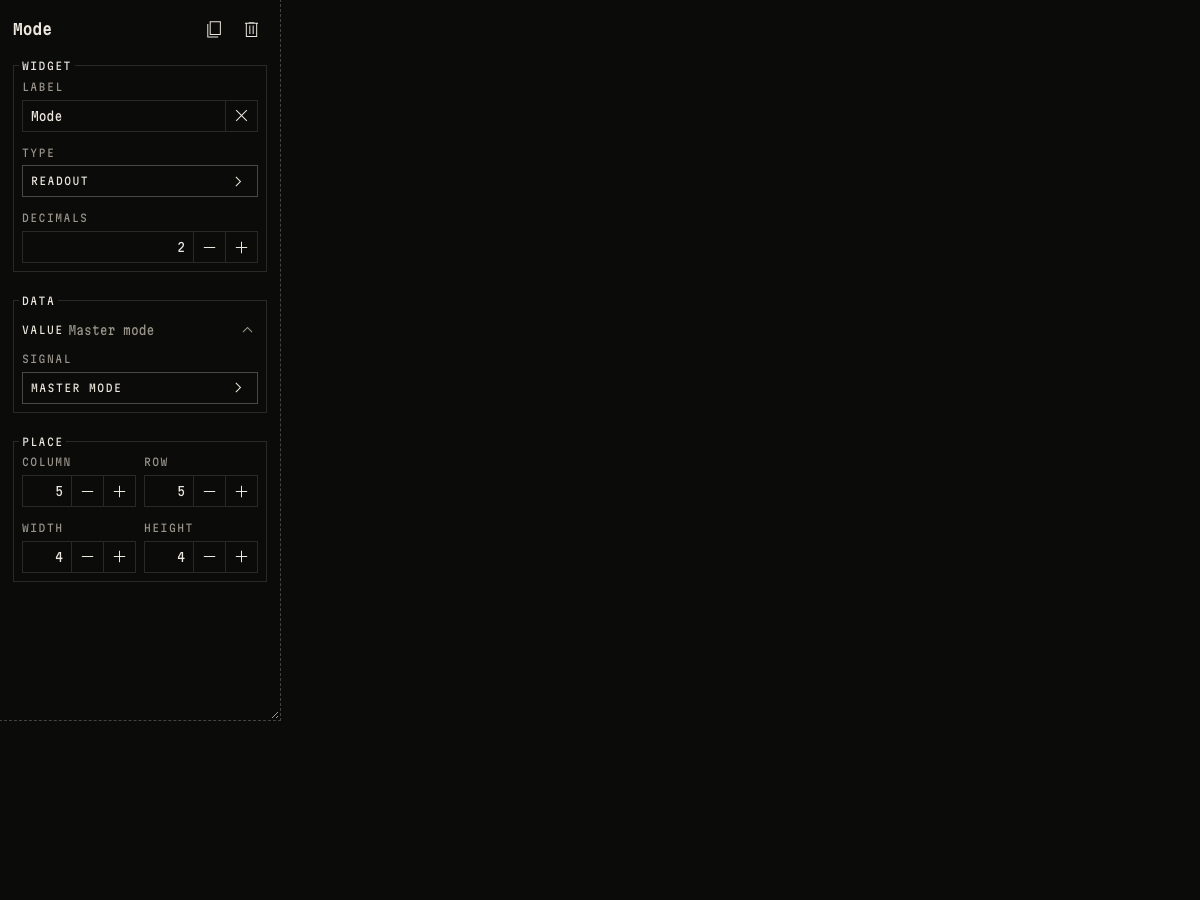 Mode
WIDGET
LABEL
Mode
TYPE
READOUT
DECIMALS
2
DATA
VALUE Master mode
SIGNAL
MASTER MODE
PLACE
COLUMN ROW
5 5
WIDTH HEIGHT
4 4